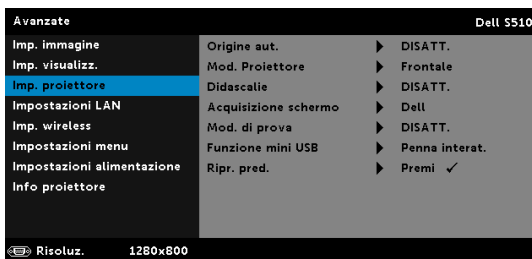 Avanzate Dell S510
Imp. immagine
Imp. visualizz.
Imp. proiettore
Impostazioni LAN
Imp. wireless
Impostazioni menu
Impostazioni alimentazione
Info proiettore
Origine aut. DISATT.
Mod. Proiettore Frontale
Didascalie DISATT.
Acquisizione schermo Dell
Mod. di prova DISATT.
Funzione mini USB Penna interat.
Ripr. pred. Premi ✓
Risoluz. 1280x800